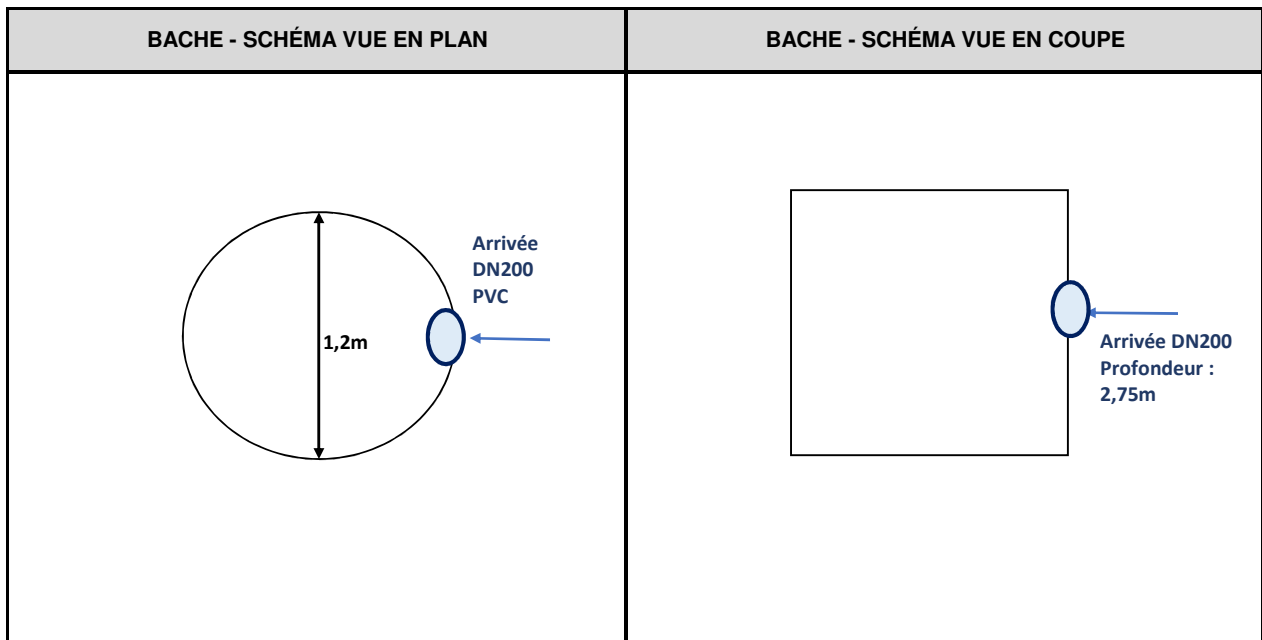 BACHE - SCHÉMA VUE EN PLAN
BACHE - SCHÉMA VUE EN COUPE
Arrivée
DN200
PVC
1,2m
Arrivée DN200
Profondeur :
2,75m